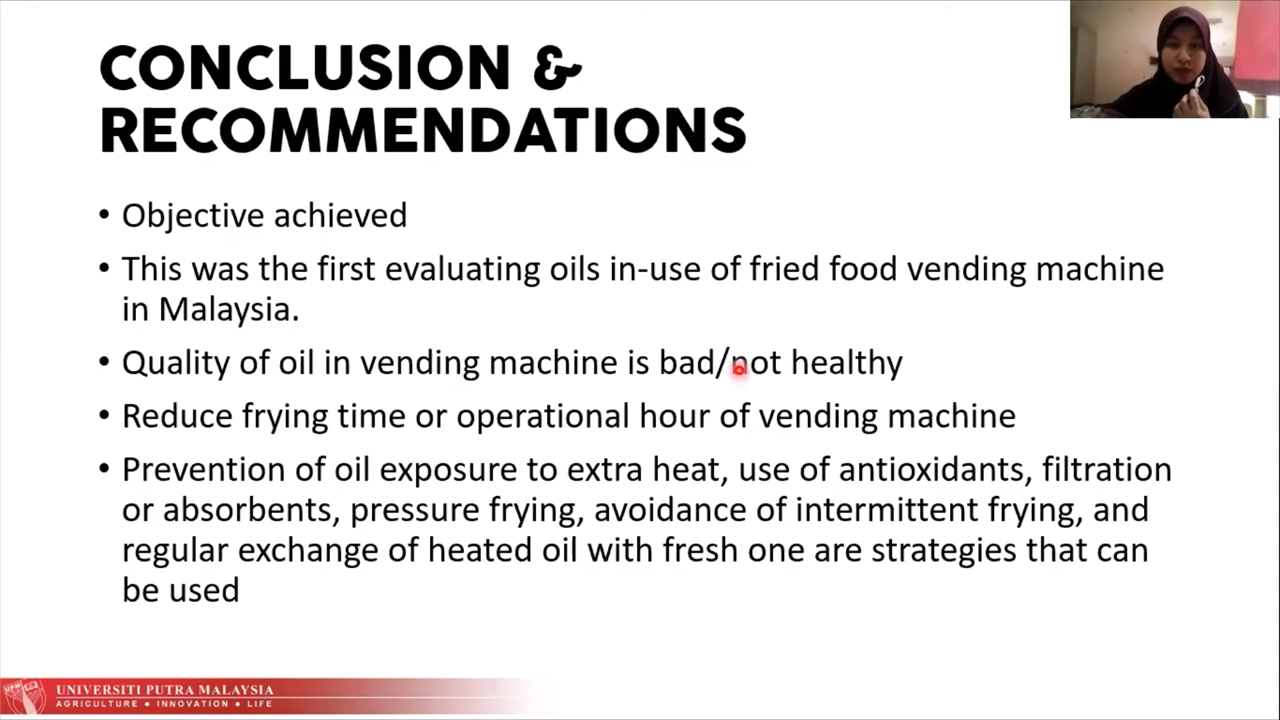 CONCLUSION &
RECOMMENDATIONS
• Objective achieved
• This was the first evaluating oils in-use of fried food vending machine
in Malaysia.
• Quality of oil in vending machine is bad/not healthy
• Reduce frying time or operational hour of vending machine
• Prevention of oil exposure to extra heat, use of antioxidants, filtration
or absorbents, pressure frying, avoidance of intermittent frying, and
regular exchange of heated oil with fresh one are strategies that can
be used
UNIVERSITI PUTRA MALAYSIA
AGRICULTURE • INNOVATION • LIFE